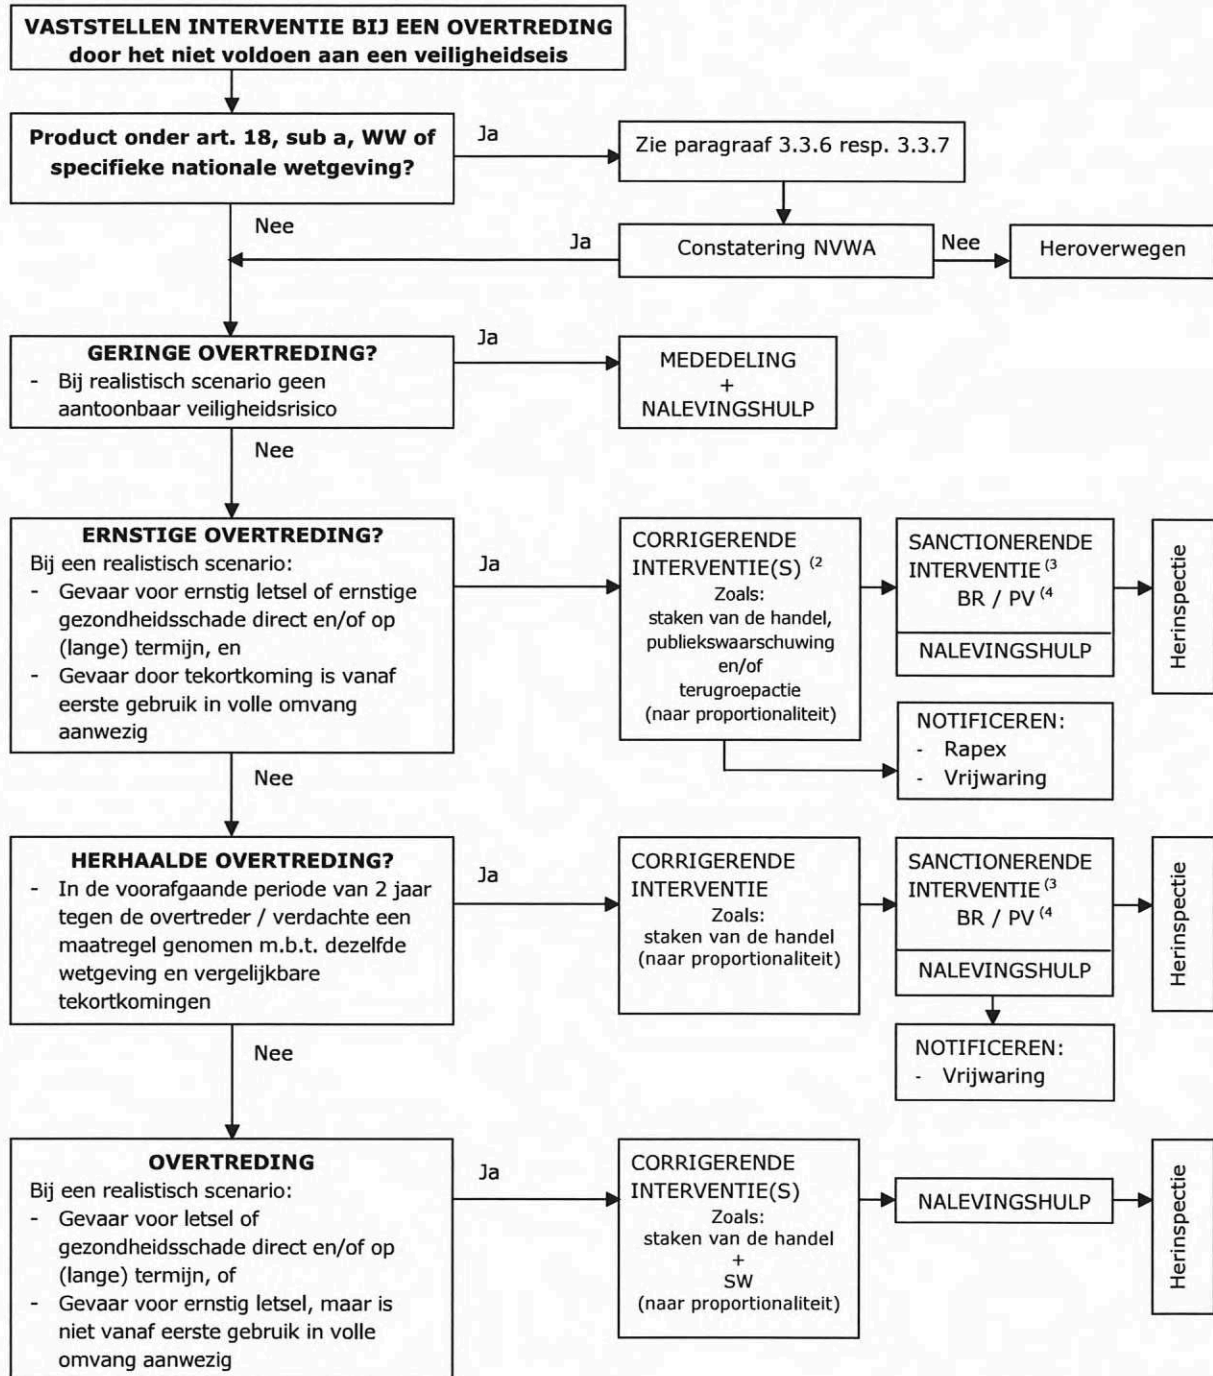 VASTSTELLEN INTERVENTIE BIJ EEN OVERTREDING
door het niet voldoen aan een veiligheidseis
Product onder art. 18, sub a, WW of
specifieke nationale wetgeving?
Ja
Zie paragraaf 3.3.6 resp. 3.3.7
Nee
Ja
Constatering NVWA
Nee
Heroverwegen
GERINGE OVERTREDING?
- Bij realistisch scenario geen
aantoonbaar veiligheidsrisico
Ja
MEDEDELING
+
NALEVINGSHULP
Nee
ERNSTIGE OVERTREDING?
Bij een realistisch scenario:
- Gevaar voor ernstig letsel of ernstige
gezondheidsschade direct en/of op
(lange) termijn, en
- Gevaar door tekortkoming is vanaf
eerste gebruik in volle omvang
aanwezig
Ja
CORRIGERENDE
INTERVENTIE(S) (2
Zoals:
staken van de handel,
publiekswaarschuwing
en/of
terugroepactie
(naar proportionaliteit)
SANCTIONERENDE
INTERVENTIE (3
BR / PV (4
NALEVINGSHULP
Herinspectie
NOTIFICEREN:
- Rapex
- Vrijwaring
Nee
HERHAALDE OVERTREDING?
- In de voorafgaande periode van 2 jaar
tegen de overtreder / verdachte een
maatregel genomen m.b.t. dezelfde
wetgeving en vergelijkbare
tekortkomingen
Ja
CORRIGERENDE
INTERVENTIE
Zoals:
staken van de handel
(naar proportionaliteit)
SANCTIONERENDE
INTERVENTIE (3
BR / PV (4
NALEVINGSHULP
Herinspectie
NOTIFICEREN:
- Vrijwaring
Nee
OVERTREDING
Bij een realistisch scenario:
- Gevaar voor letsel of
gezondheidsschade direct en/of op
(lange) termijn, of
- Gevaar voor ernstig letsel, maar is
niet vanaf eerste gebruik in volle
omvang aanwezig
Ja
CORRIGERENDE
INTERVENTIE(S)
Zoals:
staken van de handel
+
SW
(naar proportionaliteit)
NALEVINGSHULP
Herinspectie